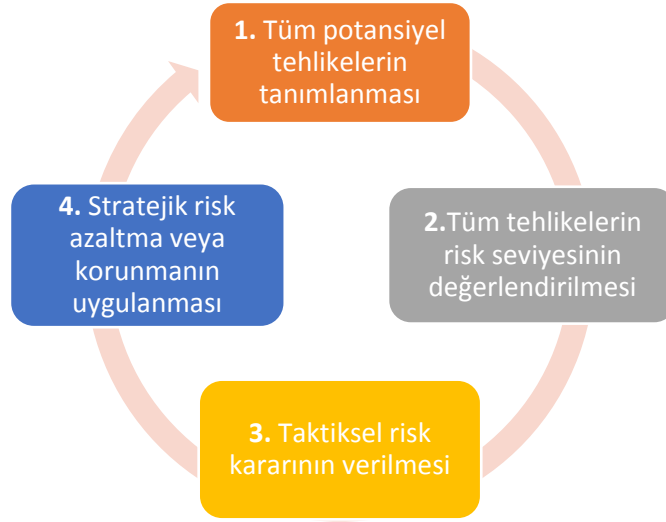 1. Tüm potansiyel
tehlikelerin
tanımlanması
2.Tüm tehlikelerin
risk seviyesinin
değerlendirilmesi
3. Taktiksel risk
kararının verilmesi
4. Stratejik risk
azaltma veya
korunmanın
uygulanması